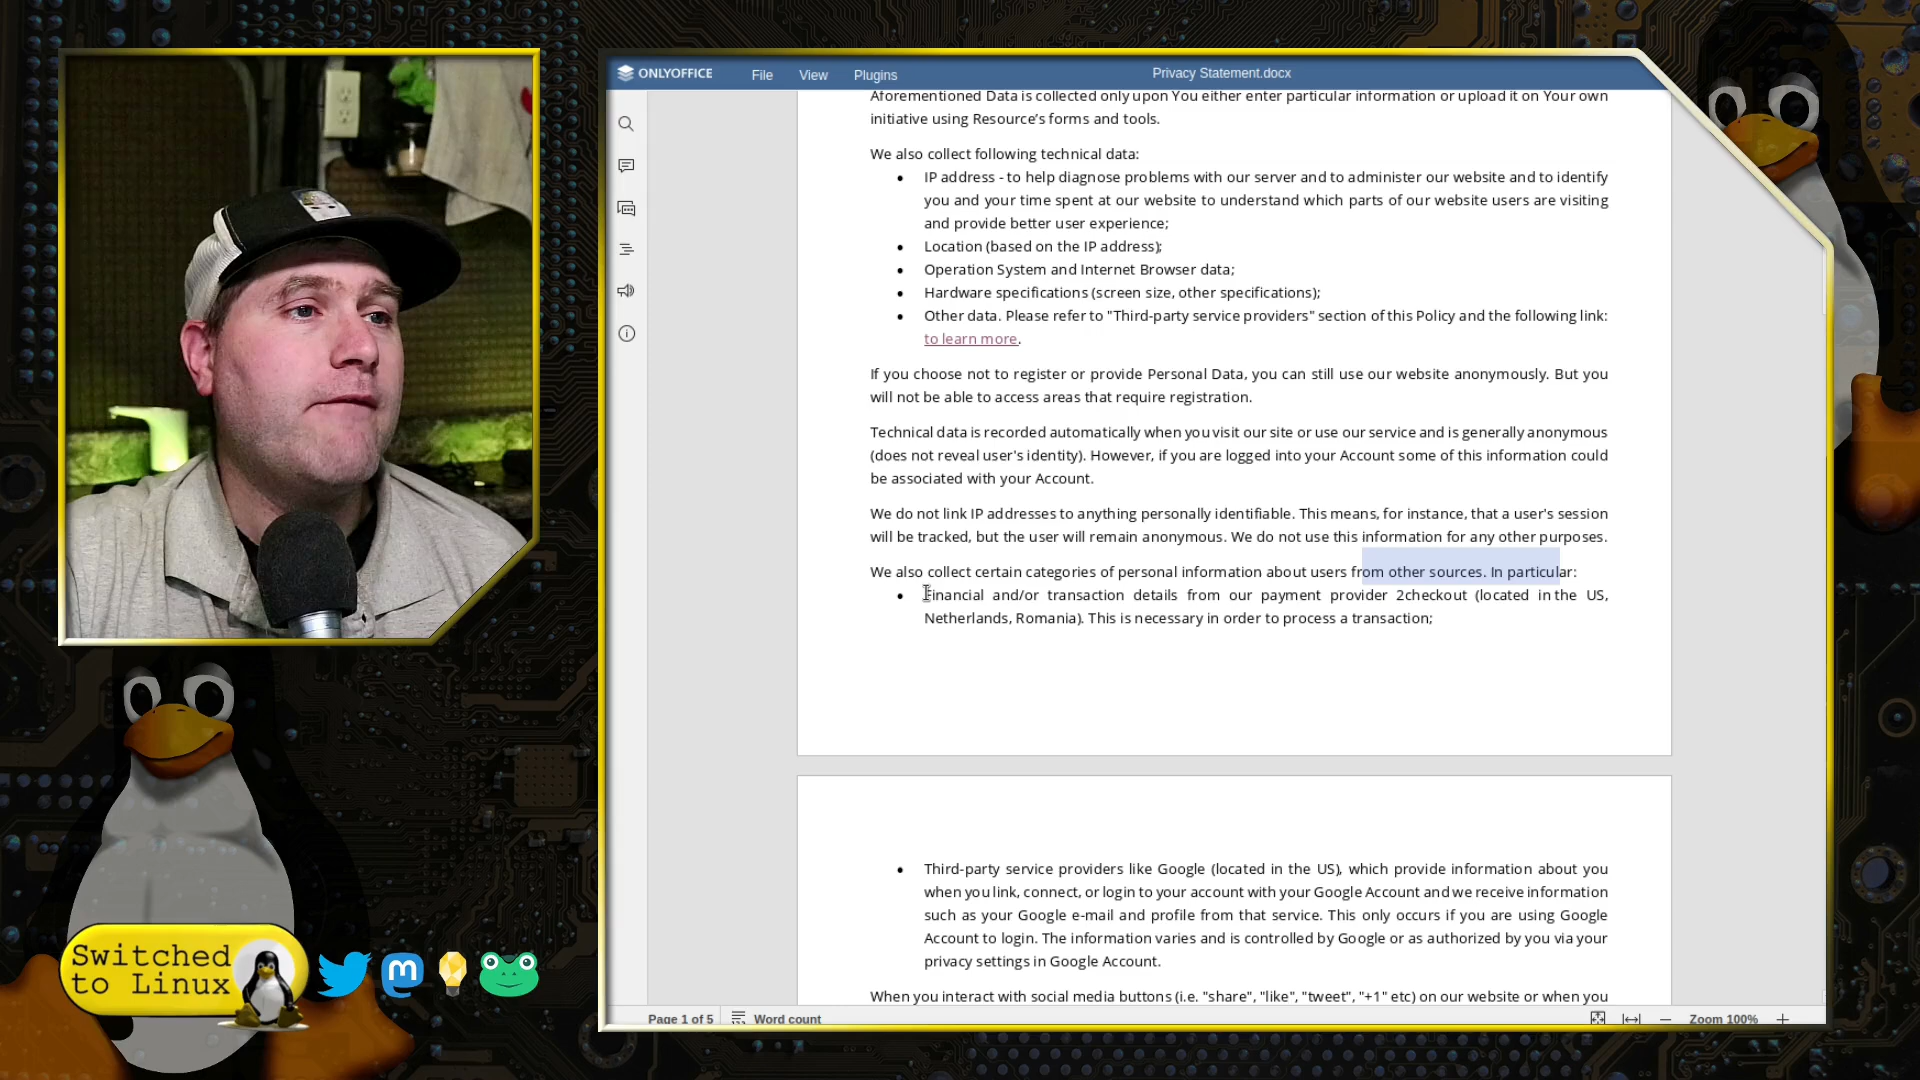 ONLYOFFICE File View Plugins Privacy Statement.docx
Aforementioned Data is collected only upon You either enter particular information or upload it on Your own
initiative using Resource's forms and tools.
We also collect following technical data:
• IP address - to help diagnose problems with our server and to administer our website and to identify
you and your time spent at our website to understand which parts of our website users are visiting
and provide better user experience;
• Location (based on the IP address);
• Operation System and Internet Browser data;
• Hardware specifications (screen size, other specifications);
• Other data. Please refer to "Third-party service providers" section of this Policy and the following link:
to learn more.
If you choose not to register or provide Personal Data, you can still use our website anonymously. But you
will not be able to access areas that require registration.
Technical data is recorded automatically when you visit our site or use our service and is generally anonymous
(does not reveal user's identity). However, if you are logged into your Account some of this information could
be associated with your Account.
We do not link IP addresses to anything personally identifiable. This means, for instance, that a user's session
will be tracked, but the user will remain anonymous. We do not use this information for any other purposes.
We also collect certain categories of personal information about users from other sources. In particular:
• Financial and/or transaction details from our payment provider 2checkout (located in the US,
Netherlands, Romania). This is necessary in order to process a transaction;
• Third-party service providers like Google (located in the US), which provide information about you
when you link, connect, or login to your account with your Google Account and we receive information
such as your Google e-mail and profile from that service. This only occurs if you are using Google
Account to login. The information varies and is controlled by Google or as authorized by you via your
privacy settings in Google Account.
When you interact with social media buttons (i.e. "share", "like", "tweet", "+1" etc) on our website or when you
Page 1 of 5 Word count Zoom 100%
Switched
to Linux